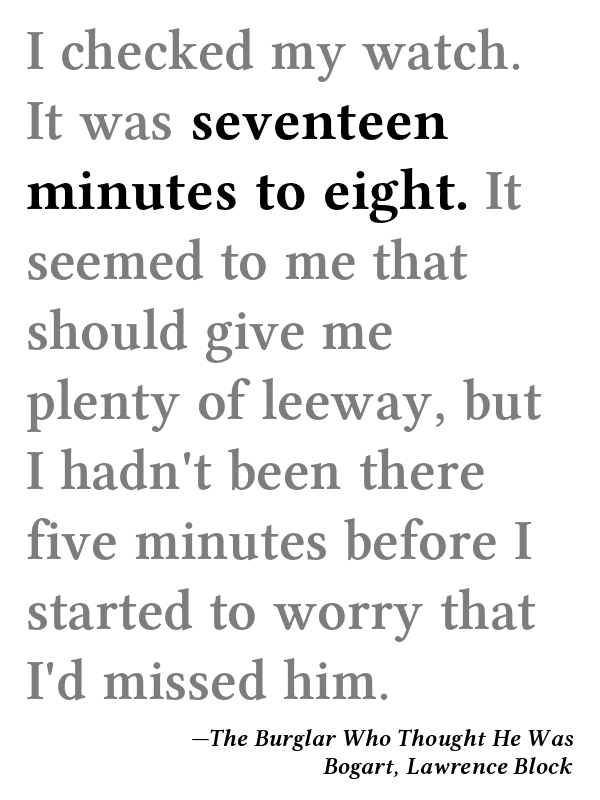 I checked my watch.
It was seventeen
minutes to eight. It
seemed to me that
should give me
plenty of leeway, but
I hadn't been there
five minutes before I
started to worry that
I'd missed him.
—The Burglar Who Thought He Was
Bogart, Lawrence Block